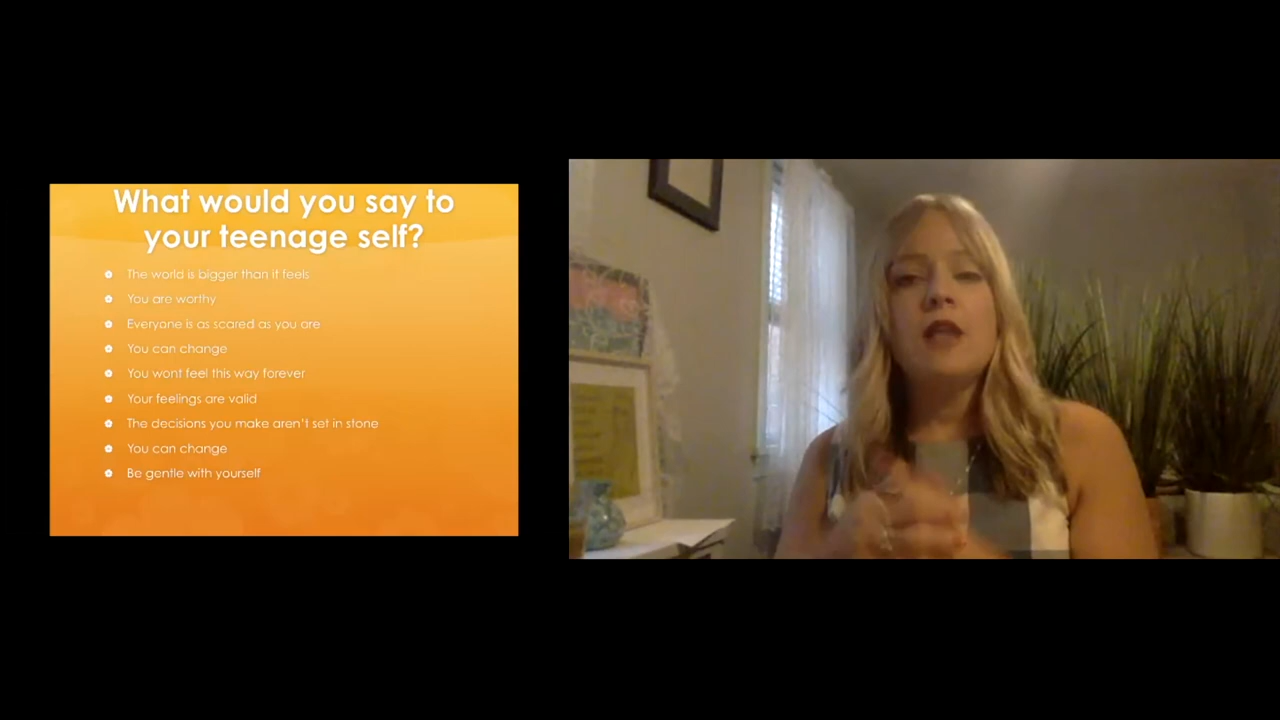 What would you say to
your teenage self?
The world is bigger than it feels
You are worthy
Everyone is as scared as you are
You can change
You wont feel this way forever
Your feelings are valid
The decisions you make aren't set in stone
You can change
Be gentle with yourself